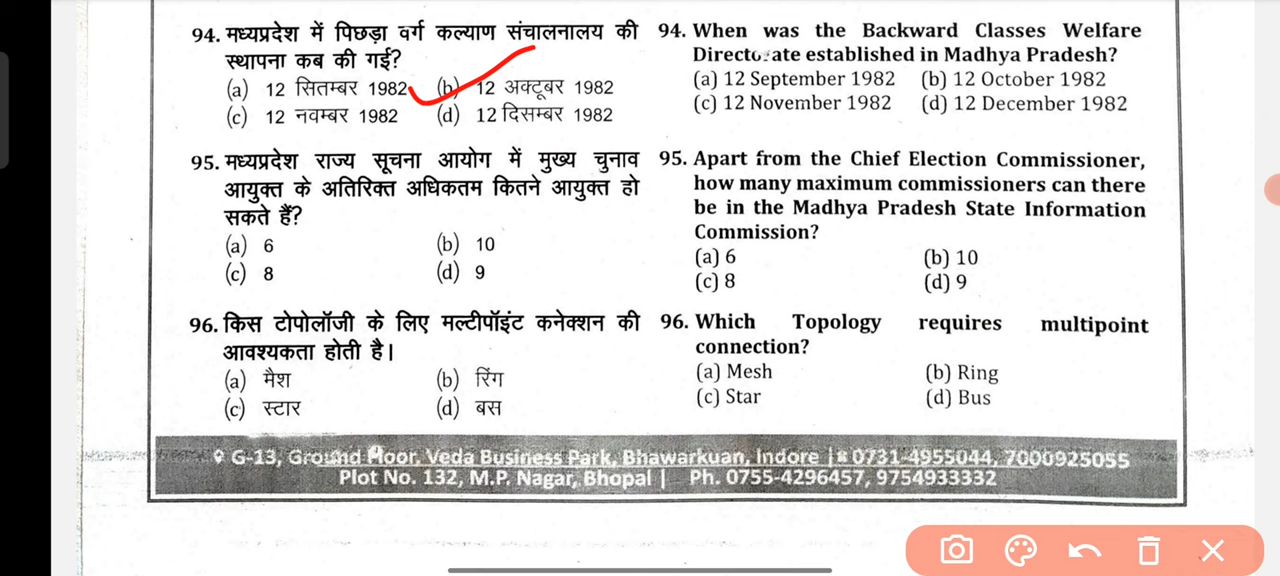 94. मध्यप्रदेश में पिछड़ा वर्ग कल्याण संचालनालय की
स्थापना कब की गई?
(a) 12 सितम्बर 1982 (b) 12 अक्टूबर 1982
(c) 12 नवम्बर 1982 (d) 12 दिसम्बर 1982
95. मध्यप्रदेश राज्य सूचना आयोग में मुख्य चुनाव
आयुक्त के अतिरिक्त अधिकतम कितने आयुक्त हो
सकते हैं?
(a) 6 (b) 10
(c) 8 (d) 9
96. किस टोपोलॉजी के लिए मल्टीपॉइंट कनेक्शन की
आवश्यकता होती है।
(a) मैश (b) रिंग
(c) स्टार (d) बस
94. When was the Backward Classes Welfare
Directorate established in Madhya Pradesh?
(a) 12 September 1982 (b) 12 October 1982
(c) 12 November 1982 (d) 12 December 1982
95. Apart from the Chief Election Commissioner,
how many maximum commissioners can there
be in the Madhya Pradesh State Information
Commission?
(a) 6 (b) 10
(c) 8 (d) 9
96. Which Topology requires multipoint
connection?
(a) Mesh (b) Ring
(c) Star (d) Bus
G-13, Ground Floor, Veda Business Park, Bhawarkuan, Indore | 0731-4955044, 7000925055
Plot No. 132, M.P. Nagar, Bhopal | Ph. 0755-4296457, 9754933332